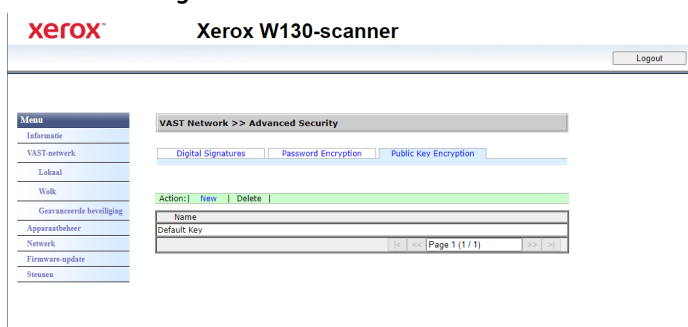 xerox™ Xerox W130-scanner
Logout
Menu
Informatie
VAST-netwerk
Lokaal
Wolk
Geavanceerde beveiliging
Apparaatbeheer
Netwerk
Firmware-update
Steunen
VAST Network >> Advanced Security
Digital Signatures Password Encryption Public Key Encryption
Action:| New | Delete |
Name
Default Key
|< << Page 1 (1 / 1) >> >|